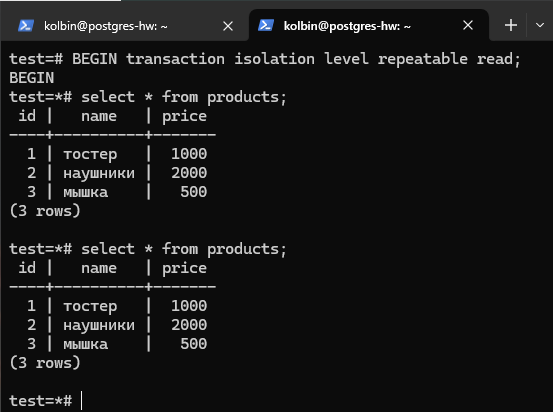 kolbin@postgres-hw: ~
kolbin@postgres-hw: ~
test=# BEGIN transaction isolation level repeatable read;
BEGIN
test=*# select * from products;
 id |   name   | price
----+----------+-------
  1 | тостер   |  1000
  2 | наушники |  2000
  3 | мышка    |   500
(3 rows)
test=*# select * from products;
 id |   name   | price
----+----------+-------
  1 | тостер   |  1000
  2 | наушники |  2000
  3 | мышка    |   500
(3 rows)
test=*#